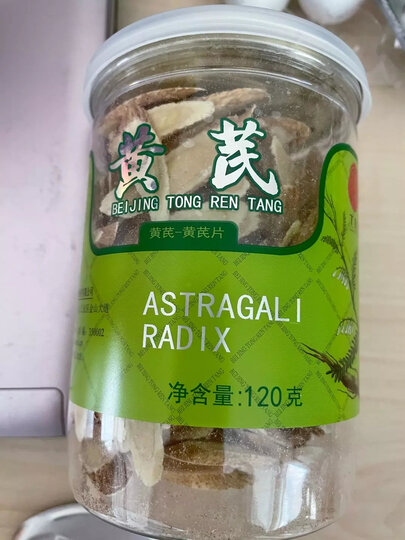 黄芪
BEIJING TONG REN TANG
黄芪-黄芪片
ASTRAGALI
RADIX
净含量:120克